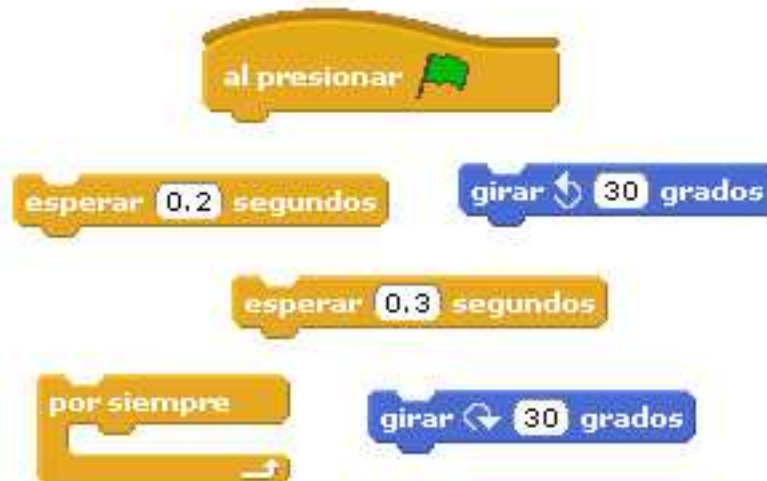 al presionar
esperar 0.2 segundos
girar 30 grados
esperar 0.3 segundos
por siempre
girar 30 grados